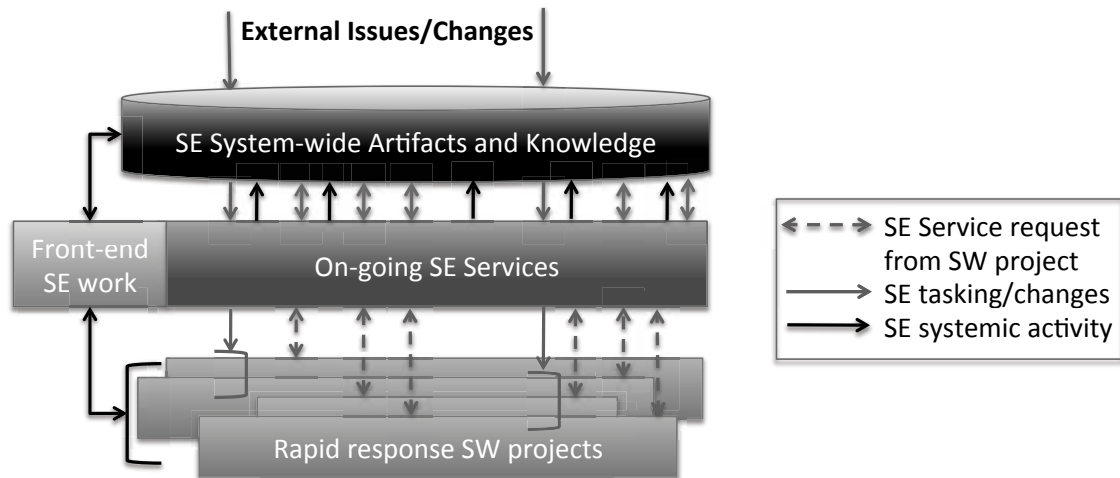 External Issues/Changes
SE System-wide Artifacts and Knowledge
Front-end
SE work
On-going SE Services
Rapid response SW projects
SE Service request
from SW project
SE tasking/changes
SE systemic activity